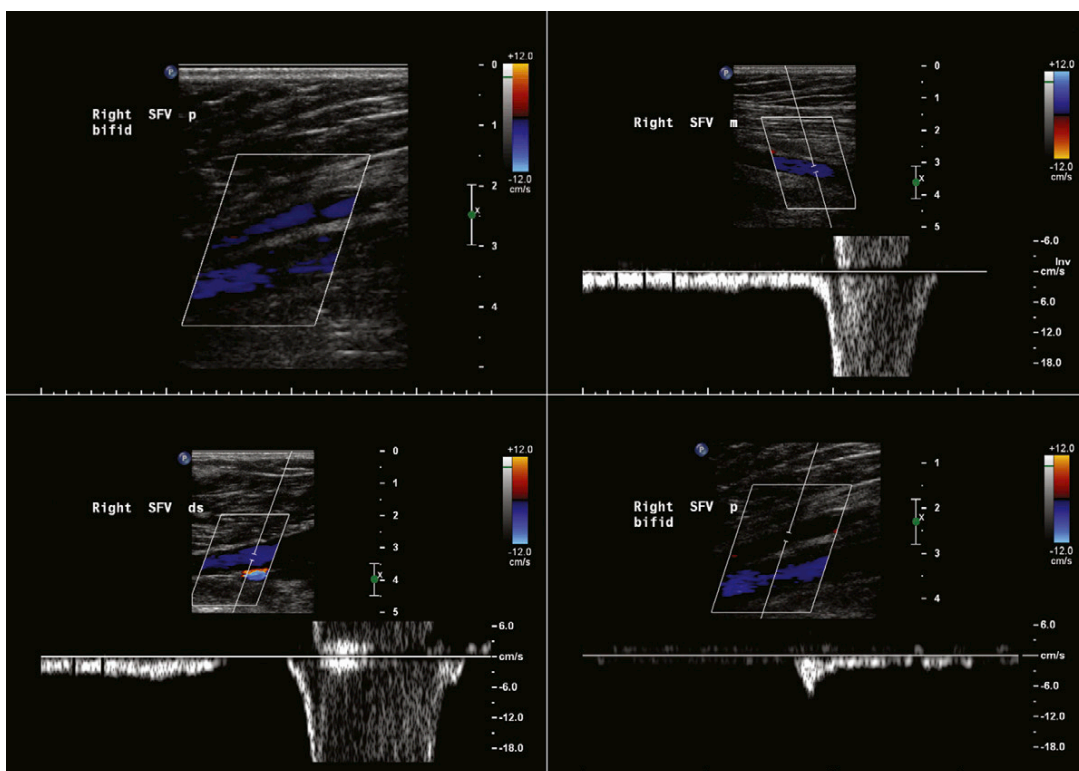 P
Right SFV p
bifid
0
1
2
3
4
+12.0
-12.0
cm/s
X
P
Right SFV m
0
1
2
3
4
5
+12.0
-12.0
cm/s
X
-6.0
Inv
cm/s
6.0
12.0
18.0
P
Right SFV ds
0
1
2
3
4
5
+12.0
-12.0
cm/s
X
6.0
cm/s
-6.0
-12.0
-18.0
P
Right SFV p
bifid
1
2
3
4
+12.0
-12.0
cm/s
X
6.0
cm/s
-6.0
-12.0
-18.0